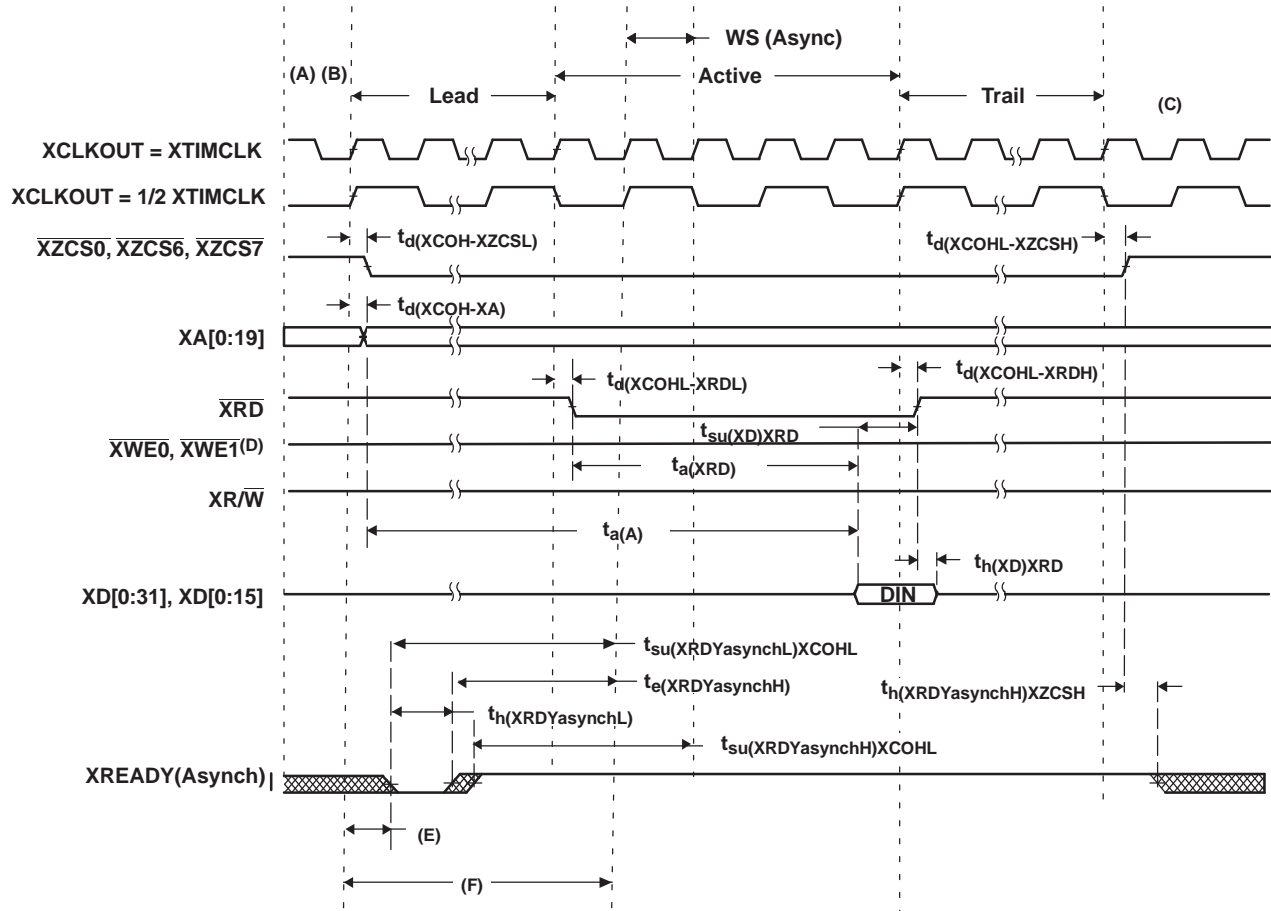 WS (Async)
(A) (B)
Active
Lead
Trail
(C)
XCLKOUT = XTIMCLK
XCLKOUT = 1/2 XTIMCLK
td(XCOH-XZCSL)
td(XCOHL-XZCSH)
XZCS0, XZCS6, XZCS7
td(XCOH-XA)
XA[0:19]
td(XCOHL-XRDL)
td(XCOHL-XRDH)
XRD
tsu(XD)XRD
XWE0, XWE1(D)
ta(XRD)
XR/W
ta(A)
th(XD)XRD
XD[0:31], XD[0:15]
DIN
tsu(XRDYasynchL)XCOHL
te(XRDYasynchH)
th(XRDYasynchH)XZCSH
th(XRDYasynchL)
tsu(XRDYasynchH)XCOHL
XREADY(Asynch)
(E)
(F)